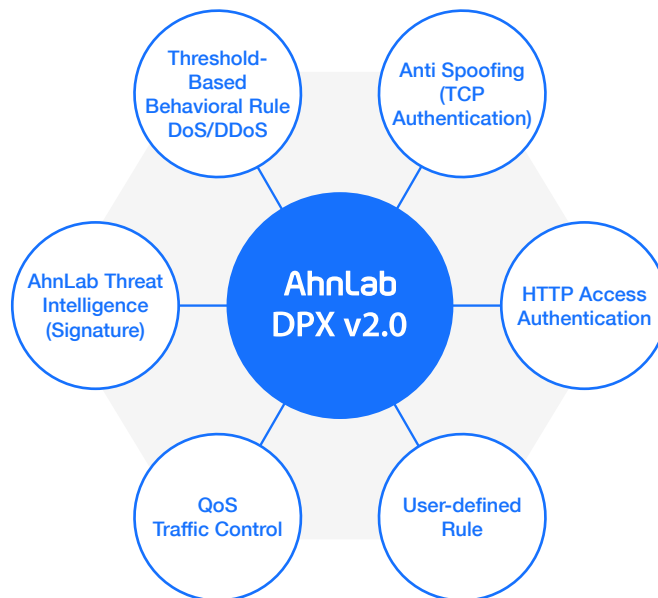 Threshold-
Based
Behavioral Rule
DoS/DDoS
Anti Spoofing
(TCP
Authentication)
AhnLab Threat
Intelligence
(Signature)
AhnLab
DPX v2.0
HTTP Access
Authentication
QoS
Traffic Control
User-defined
Rule